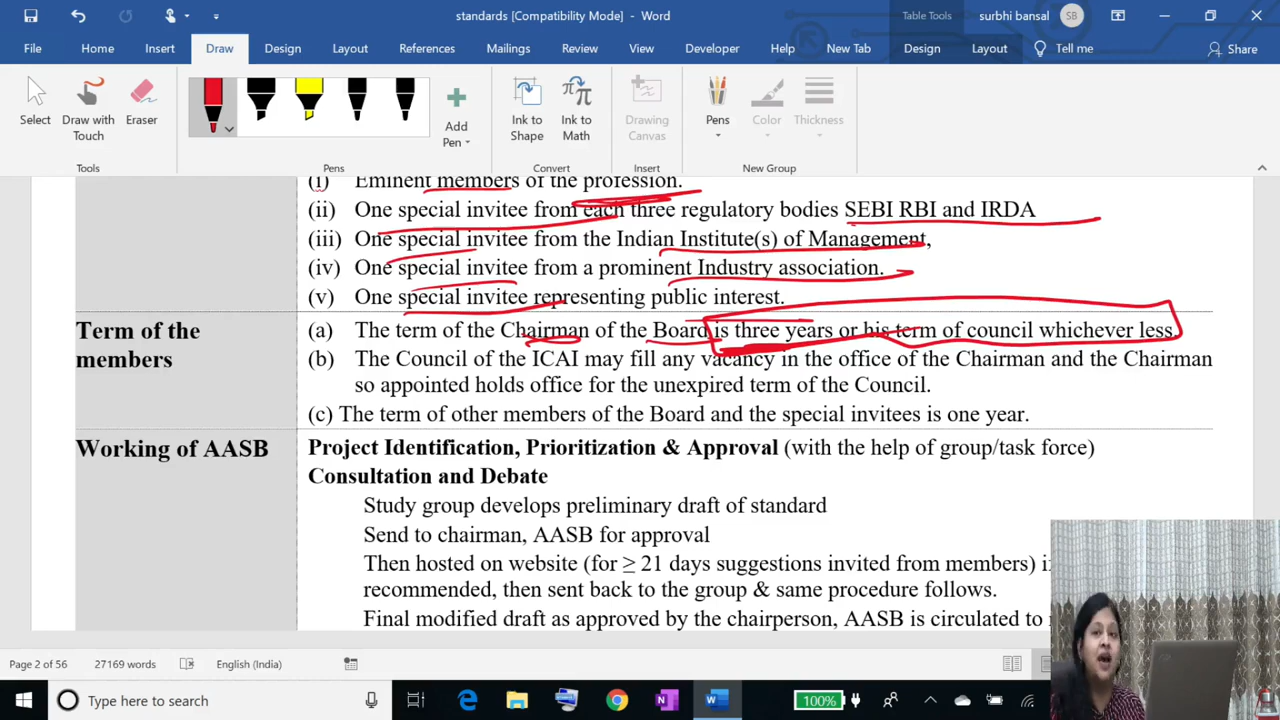 standards [Compatibility Mode] - Word
Table Tools
surbhi bansal
SB
File Home Insert Draw Design Layout References Mailings Review View Developer Help New Tab Design Layout Tell me Share
Select
Draw with Touch
Eraser
Add Pen
Ink to Shape
Ink to Math
Drawing Canvas
Pens
Color
Thickness
Tools Pens Convert Insert New Group
(i) Eminent members of the profession.
(ii) One special invitee from each three regulatory bodies SEBI RBI and IRDA
(iii) One special invitee from the Indian Institute(s) of Management,
(iv) One special invitee from a prominent Industry association.
(v) One special invitee representing public interest.
Term of the members
(a) The term of the Chairman of the Board is three years or his term of council whichever less.
(b) The Council of the ICAI may fill any vacancy in the office of the Chairman and the Chairman
so appointed holds office for the unexpired term of the Council.
(c) The term of other members of the Board and the special invitees is one year.
Working of AASB
Project Identification, Prioritization & Approval (with the help of group/task force)
Consultation and Debate
Study group develops preliminary draft of standard
Send to chairman, AASB for approval
Then hosted on website (for ≥ 21 days suggestions invited from members)
recommended, then sent back to the group & same procedure follows.
Final modified draft as approved by the chairperson, AASB is circulated to
Page 2 of 56 27169 words English (India)
Type here to search
100%